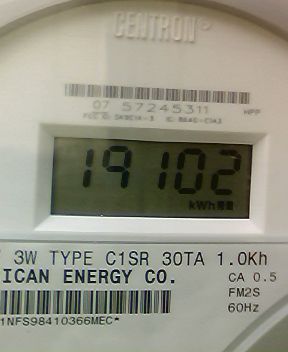 CENTRON
07 57245311
HPP
19102
kWh
3W TYPE C1SR 30TA 1.0Kh
ICAN ENERGY CO.
CA 0.5
FM2S
60Hz
1NFS98410366MEC*